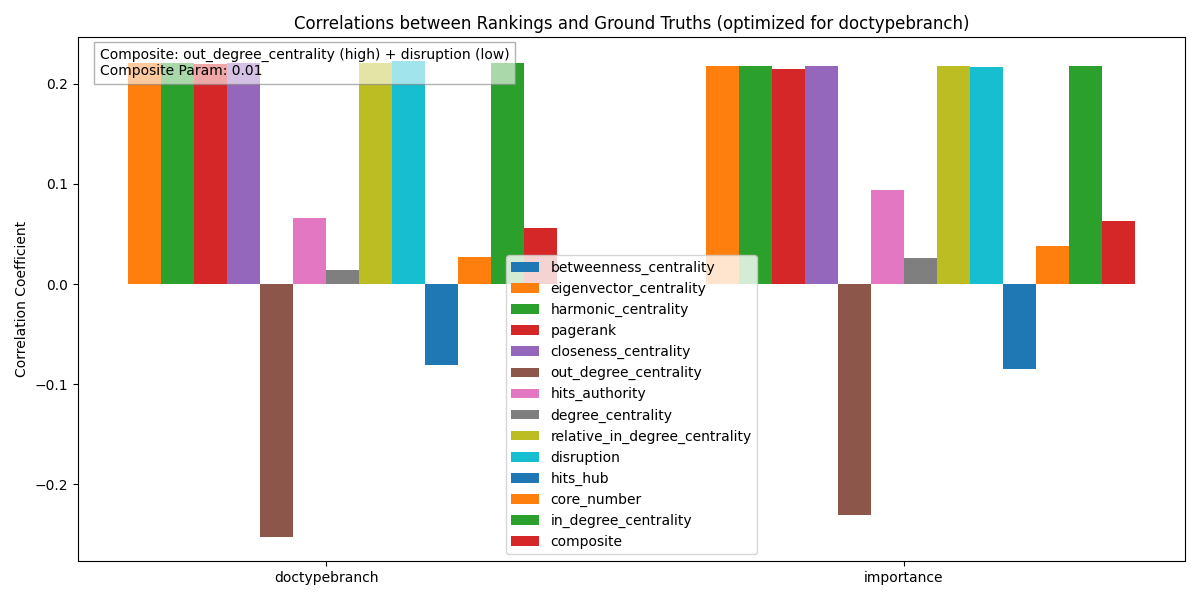 Correlations between Rankings and Ground Truths (optimized for doctypebranch)
Composite: out_degree_centrality (high) + disruption (low)
Composite Param: 0.01
Correlation Coefficient
0.2
0.1
0.0
−0.1
−0.2
betweenness_centrality
eigenvector_centrality
harmonic_centrality
pagerank
closeness_centrality
out_degree_centrality
hits_authority
degree_centrality
relative_in_degree_centrality
disruption
hits_hub
core_number
in_degree_centrality
composite
doctypebranch
importance